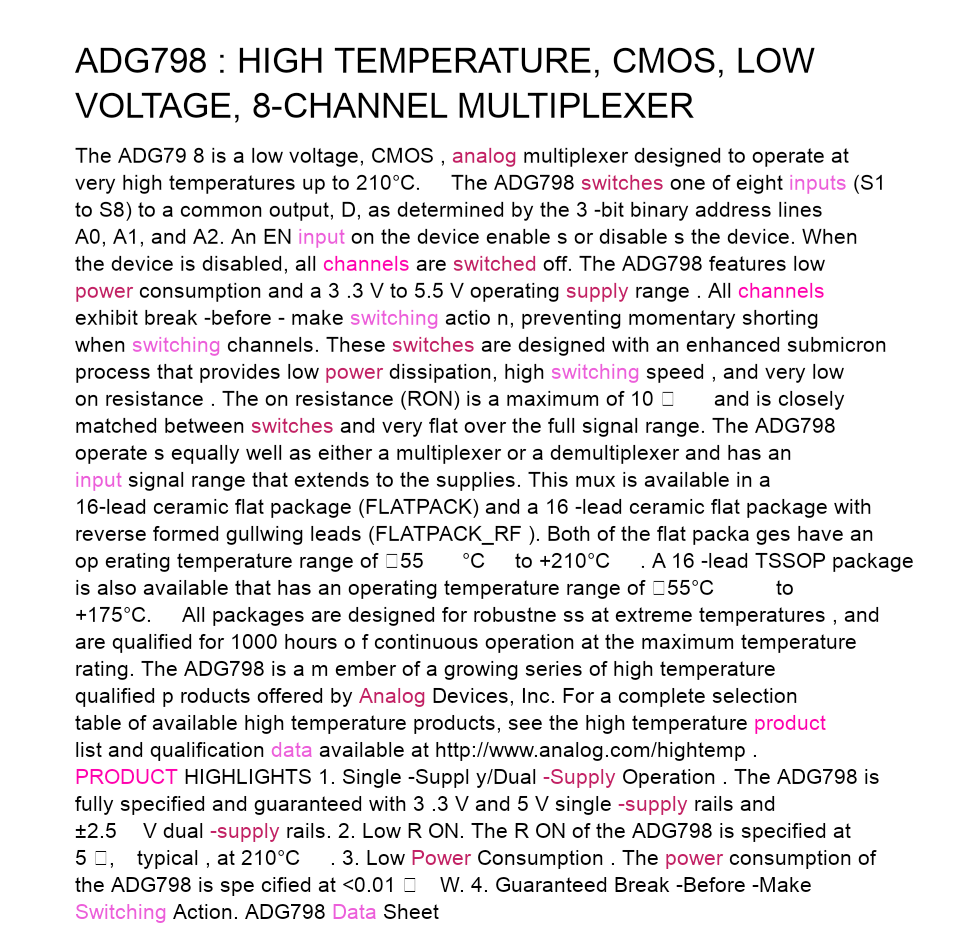 ADG798 : HIGH TEMPERATURE, CMOS, LOW
VOLTAGE, 8-CHANNEL MULTIPLEXER
The ADG79 8 is a low voltage, CMOS , analog multiplexer designed to operate at
very high temperatures up to 210°C. The ADG798 switches one of eight inputs (S1
to S8) to a common output, D, as determined by the 3 -bit binary address lines
A0, A1, and A2. An EN input on the device enable s or disable s the device. When
the device is disabled, all channels are switched off. The ADG798 features low
power consumption and a 3 .3 V to 5.5 V operating supply range . All channels
exhibit break -before - make switching actio n, preventing momentary shorting
when switching channels. These switches are designed with an enhanced submicron
process that provides low power dissipation, high switching speed , and very low
on resistance . The on resistance (RON) is a maximum of 10 □ and is closely
matched between switches and very flat over the full signal range. The ADG798
operate s equally well as either a multiplexer or a demultiplexer and has an
input signal range that extends to the supplies. This mux is available in a
16-lead ceramic flat package (FLATPACK) and a 16 -lead ceramic flat package with
reverse formed gullwing leads (FLATPACK_RF ). Both of the flat packa ges have an
op erating temperature range of □55 °C to +210°C . A 16 -lead TSSOP package
is also available that has an operating temperature range of □55°C to
+175°C. All packages are designed for robustne ss at extreme temperatures , and
are qualified for 1000 hours o f continuous operation at the maximum temperature
rating. The ADG798 is a m ember of a growing series of high temperature
qualified p roducts offered by Analog Devices, Inc. For a complete selection
table of available high temperature products, see the high temperature product
list and qualification data available at http://www.analog.com/hightemp .
PRODUCT HIGHLIGHTS 1. Single -Suppl y/Dual -Supply Operation . The ADG798 is
fully specified and guaranteed with 3 .3 V and 5 V single -supply rails and
±2.5 V dual -supply rails. 2. Low R ON. The R ON of the ADG798 is specified at
5 □, typical , at 210°C . 3. Low Power Consumption . The power consumption of
the ADG798 is spe cified at <0.01 □ W. 4. Guaranteed Break -Before -Make
Switching Action. ADG798 Data Sheet